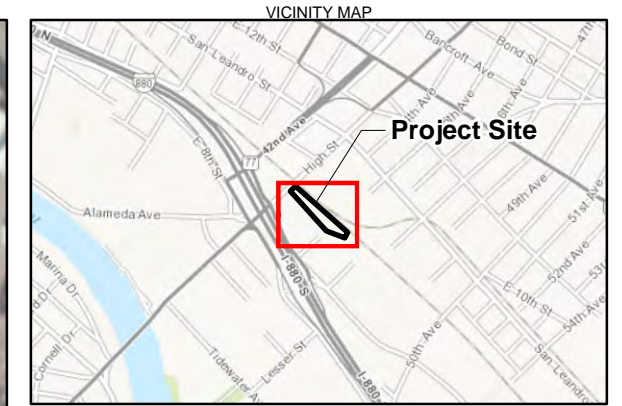 VICINITY MAP
E-12th St
San-Leandro St
Bancroft-Ave
Bond-St
47th
880
42nd Ave
Project Site
High-St
E-8th-St
77
49th-Ave
51st-Ave
Alameda-Ave
Marina-Dr
I-880-S
52nd-Ave
E-10th-St
54th-Ave
50th-Ave
Lesser-St
Tidewater
Cornell-Dr
San-Leandro
I-880